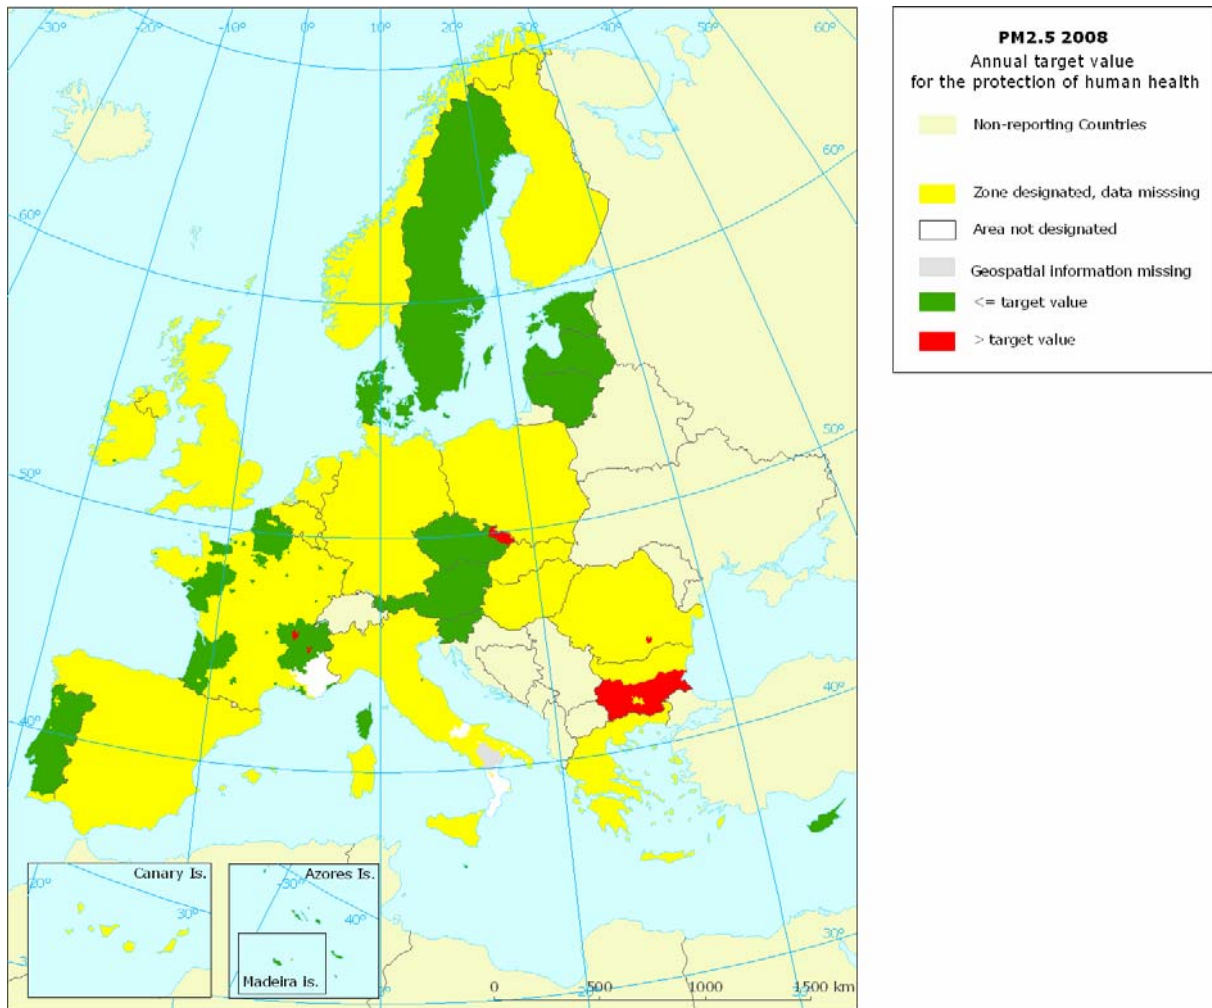 -30°
-20°
-10°
0°
10°
20°
30°
40°
50°
60°
60°
60°
50°
50°
40°
40°
30°
Canary Is.
-20°
30°
Azores Is.
-30°
40°
Madeira is.
0
500
1000
1500 km
PM2.5 2008
Annual target value
for the protection of human health
Non-reporting Countries
Zone designated, data misssing
Area not designated
Geospatial information missing
<= target value
> target value